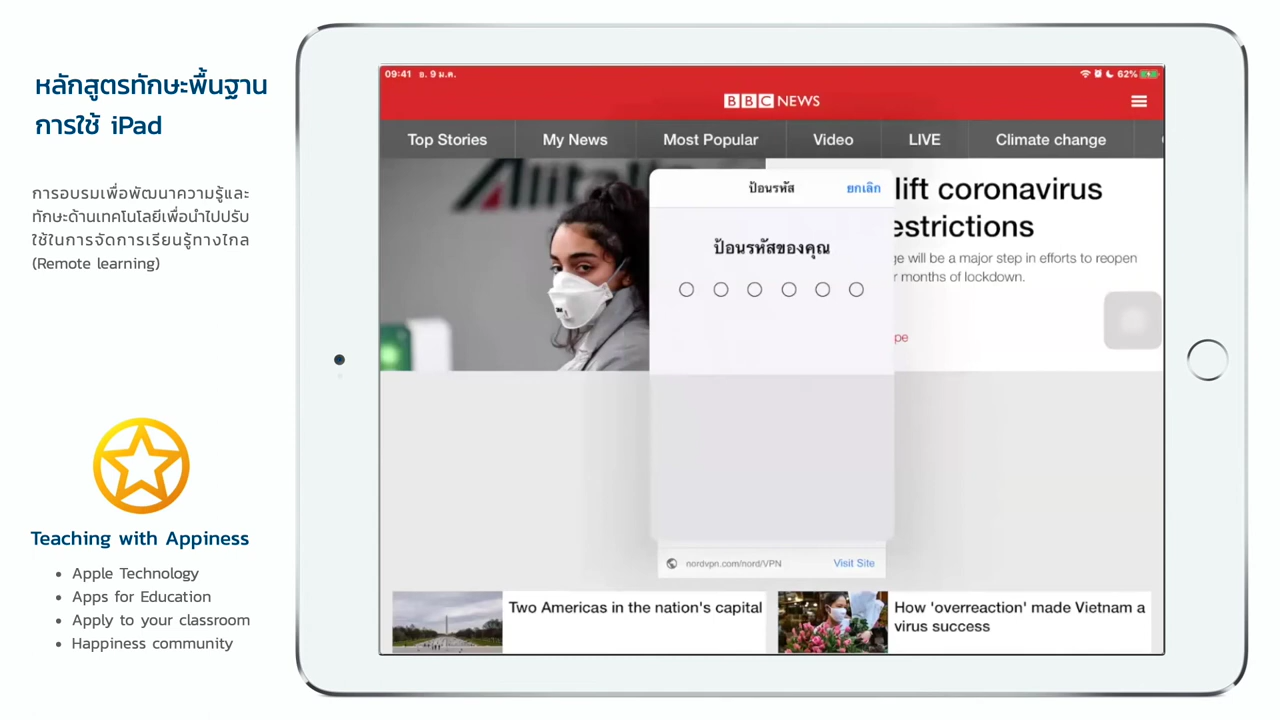 หลักสูตรทักษะพื้นฐาน
การใช้ iPad
การอบรมเพื่อพัฒนาความรู้และ
ทักษะด้านเทคโนโลยีเพื่อนำไปปรับ
ใช้ในการจัดการเรียนรู้ทางไกล
(Remote learning)
Teaching with Appiness
• Apple Technology
• Apps for Education
• Apply to your classroom
• Happiness community
09:41 อ. 9 ม.ค.
62%
BBC NEWS
Top Stories
My News
Most Popular
Video
LIVE
Climate change
Alitalia
ป้อนรหัส
ยกเลิก
ป้อนรหัสของคุณ
lift coronavirus
estrictions
ge will be a major step in efforts to reopen
r months of lockdown.
pe
nordvpn.com/nord/VPN
Visit Site
Two Americas in the nation's capital
How 'overreaction' made Vietnam a
virus success